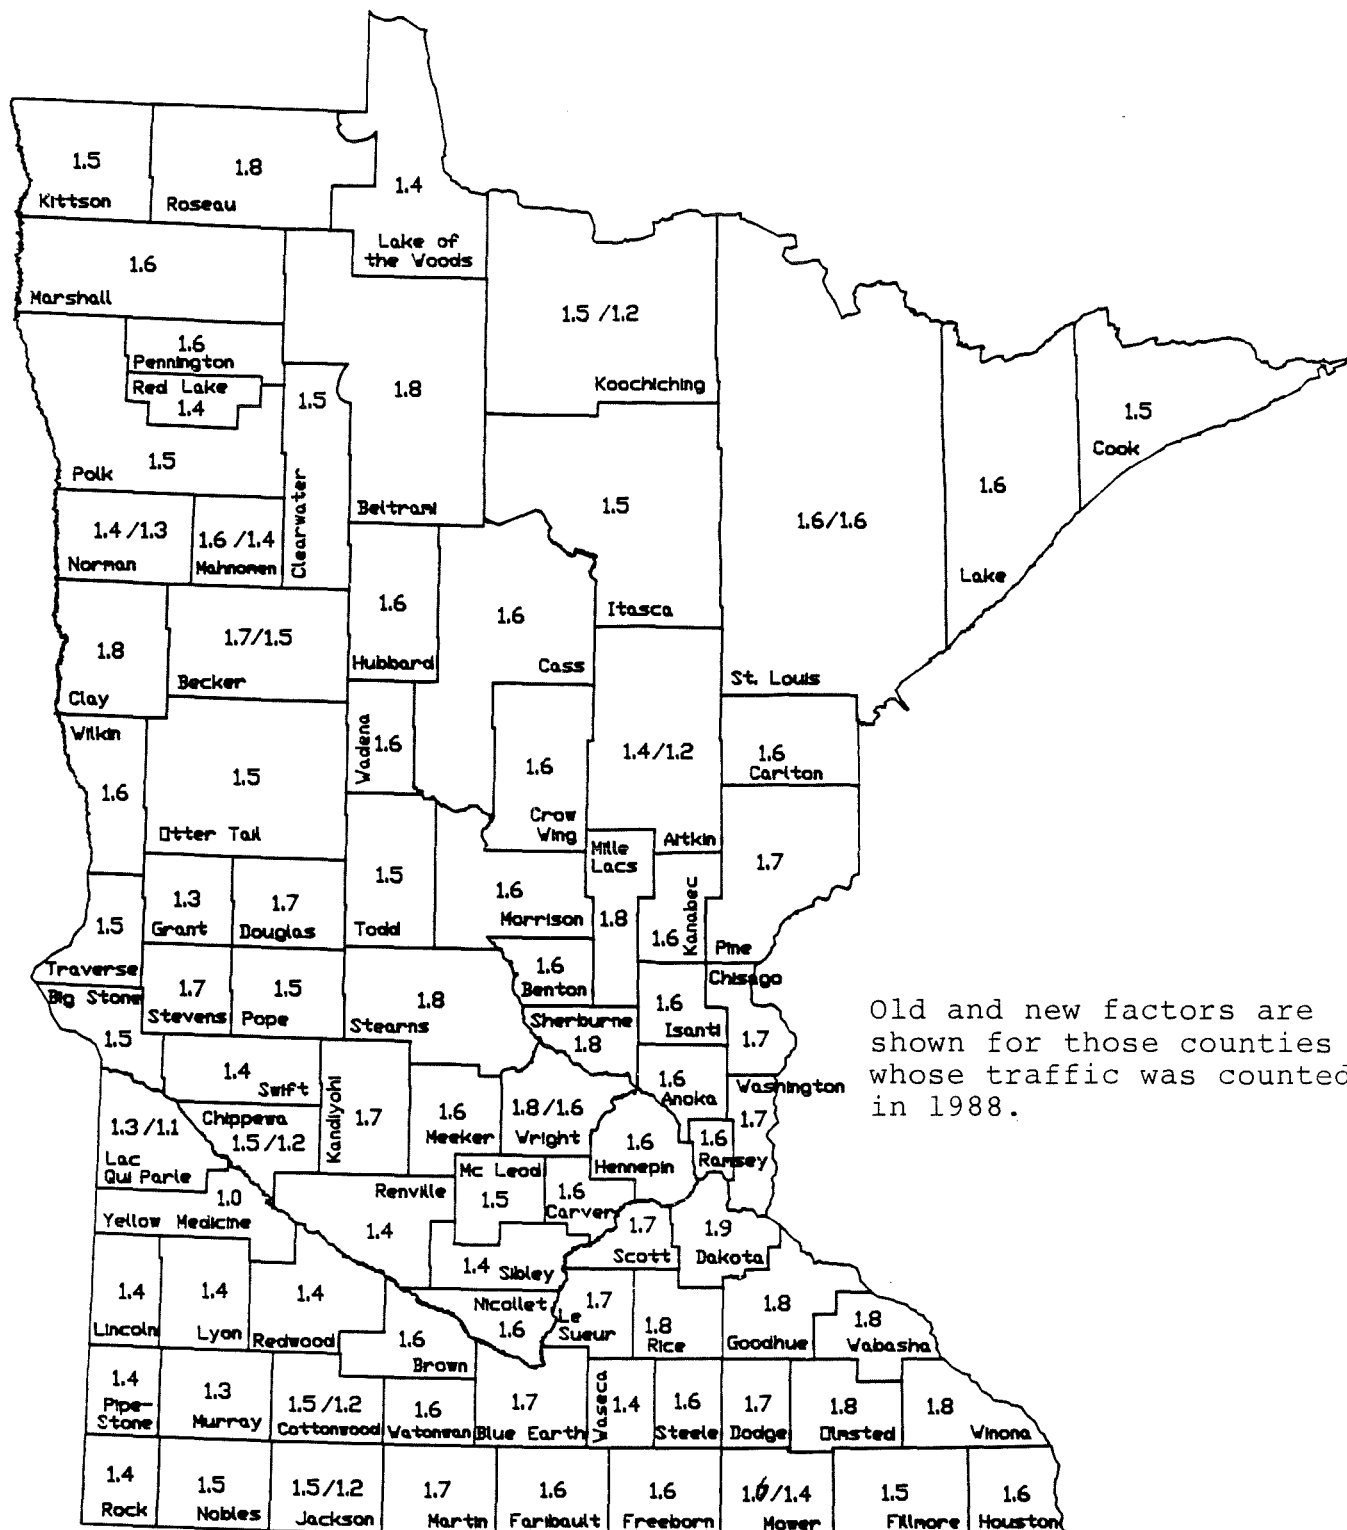 1.5
Kittson
1.8
Roseau
1.4
Lake of
the Woods
1.6
Marshall
1.5 /1.2
Koochiching
1.6
Pennington
Red Lake
1.4
1.5
Clearwater
1.8
Beltrami
1.5
Polk
1.5
Cook
1.6
Lake
1.6/1.6
St. Louis
1.5
Itasca
1.4 /1.3
Norman
1.6 /1.4
Mahnomen
1.6
Hubbard
1.6
Cass
1.8
Clay
1.7/1.5
Becker
Wilkin
1.6
1.5
Otter Tail
Wadena
1.6
1.6
Crow
Wing
1.4 /1.2
Aitkin
1.6
Carlton
Mille
Lacs
1.8
1.7
Pine
1.3
Grant
1.7
Douglas
1.5
Todd
1.6
Morrison
1.6
Kanabec
1.5
Traverse
Big Stone
1.5
1.7
Stevens
1.5
Pope
1.8
Stearns
1.6
Benton
Sherburne
1.8
1.6
Isanti
Chisago
1.7
Old and new factors are
shown for those counties
whose traffic was counted
in 1988.
1.4
Swift
Kandiyohi
1.7
1.6
Meeker
1.8 /1.6
Wright
1.6
Anoka
Washington
1.7
1.3 /1.1
Lac
Qui Parle
Chippewa
1.5 /1.2
1.6
Hennepin
1.6
Ramsey
Mc Leod
1.5
1.6
Carver
Renville
1.4
1.0
Yellow Medicine
1.4
Sibley
1.7
Scott
1.9
Dakota
1.4
Lincoln
1.4
Lyon
1.4
Redwood
Nicollet
1.6
1.7
Le
Sueur
1.8
Rice
1.8
Goodhue
1.8
Wabasha
1.6
Brown
1.4
Pipe-
Stone
1.3
Murray
1.5 /1.2
Cottonwood
1.6
Watonwan
1.7
Blue Earth
Waseca
1.4
1.6
Steele
1.7
Dodge
1.8
Olmsted
1.8
Winona
1.4
Rock
1.5
Nobles
1.5 /1.2
Jackson
1.7
Martin
1.6
Faribault
1.6
Freeborn
1.6/1.4
Mower
1.5
Fillmore
1.6
Houston